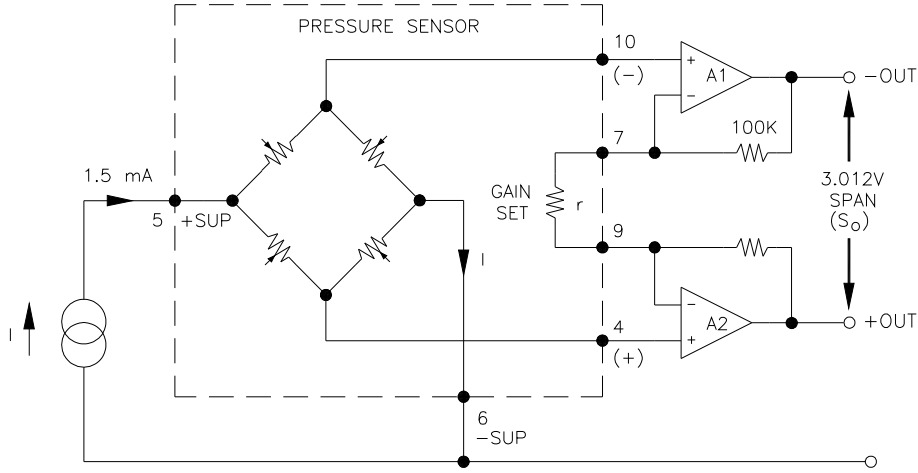 PRESSURE SENSOR
10
(-)
+
A1
-
-OUT
100K
7
1.5 mA
5
+SUP
GAIN
SET
r
3.012V
SPAN
(So)
9
I
I
-
A2
+
+OUT
4
(+)
6
-SUP